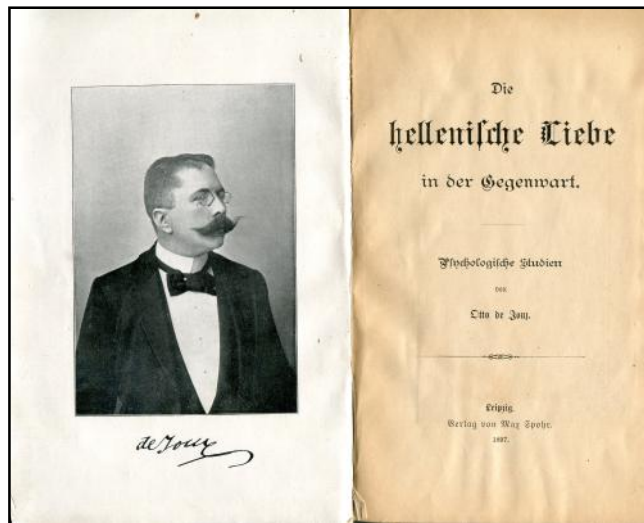 de Joux
Die
hellenische Liebe
in der Gegenwart.
Psychologische Studien
von
Otto de Joux.
Leipzig.
Verlag von Max Spohr.
1897.